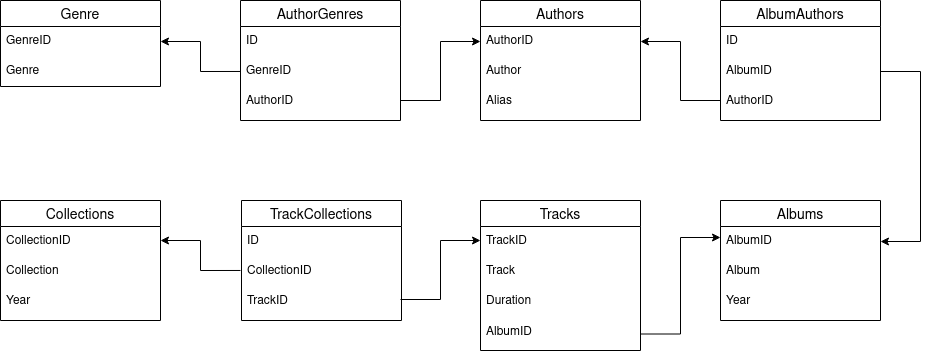 Genre
GenreID
Genre
AuthorGenres
ID
GenreID
AuthorID
Authors
AuthorID
Author
Alias
AlbumAuthors
ID
AlbumID
AuthorID
Collections
CollectionID
Collection
Year
TrackCollections
ID
CollectionID
TrackID
Tracks
TrackID
Track
Duration
AlbumID
Albums
AlbumID
Album
Year